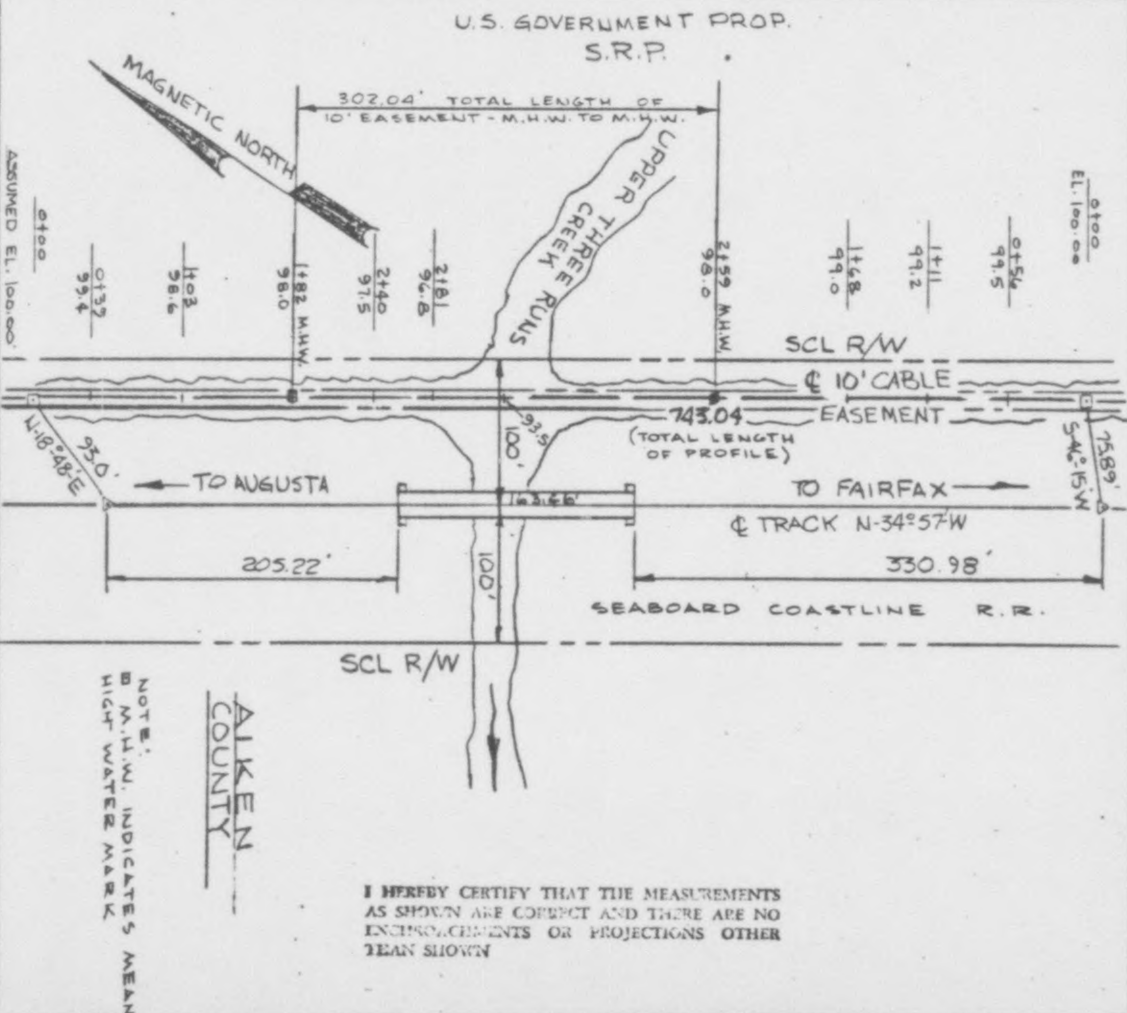 U.S. GOVERNMENT PROP.
S.R.P.
MAGNETIC NORTH
302.04' TOTAL LENGTH OF
10' EASEMENT - M.H.W. TO M.H.W.
UPPER THREE RUNS
CREEK
ASSUMED EL. 100.00'
0+00
0+37
99.4
1+03
98.6
1+82 M.H.W.
98.0
2+40
97.5
2+81
96.8
2+59 M.H.W.
98.0
1+68
99.0
1+11
99.2
0+56
99.5
0+00
EL. 100.00
SCL R/W
℄ 10' CABLE
EASEMENT
743.04
(TOTAL LENGTH
OF PROFILE)
93.5
100'
93.0'
N-18°-48'-E
TO AUGUSTA
163.46'
TO FAIRFAX
75.89'
S-46°-15'W
℄ TRACK N-34°57'-W
205.22'
100'
330.98'
SEABOARD COASTLINE R.R.
SCL R/W
AIKEN
COUNTY
NOTE:
M.H.W. INDICATES MEAN
HIGH WATER MARK
I HEREBY CERTIFY THAT THE MEASUREMENTS
AS SHOWN ARE CORRECT AND THERE ARE NO
ENCROACHMENTS OR PROJECTIONS OTHER
THAN SHOWN